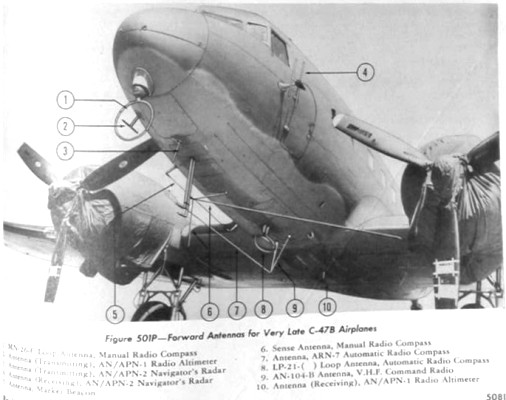 1
2
3
4
5
6
7
8
9
10
Figure 501P—Forward Antennas for Very Late C-47B Airplanes
Loop Antenna, Manual Radio Compass
Antenna (Transmitting), AN/APN-1 Radio Altimeter
Antenna (Transmitting), AN/APN-2 Navigator's Radar
Antenna (Receiving), AN/APN-2 Navigator's Radar
Antenna, Marker Beacon
6. Sense Antenna, Manual Radio Compass
7. Antenna, ARN-7 Automatic Radio Compass
8. LP-21-( ) Loop Antenna, Automatic Radio Compass
9. AN-104-B Antenna, V.H.F. Command Radio
10. Antenna (Receiving), AN/APN-1 Radio Altimeter
5081